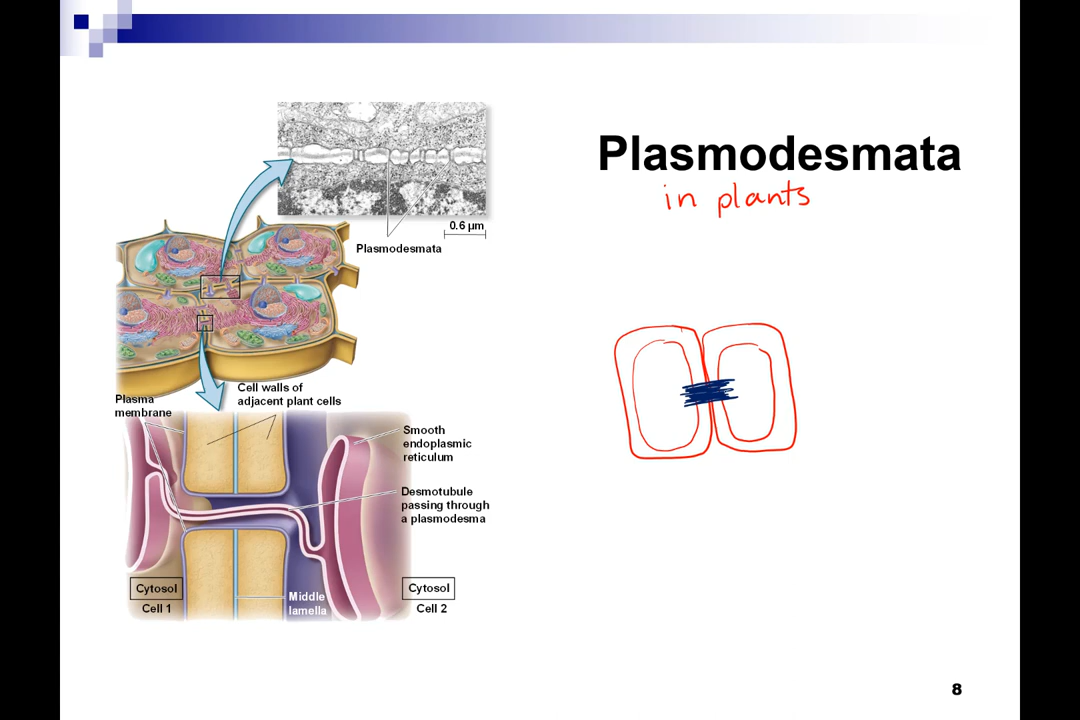 Plasmodesmata
in plants
0.6 µm
Plasmodesmata
Cell walls of
adjacent plant cells
Plasma
membrane
Smooth
endoplasmic
reticulum
Desmotubule
passing through
a plasmodesma
Cytosol
Cell 1
Middle
lamella
Cytosol
Cell 2
8